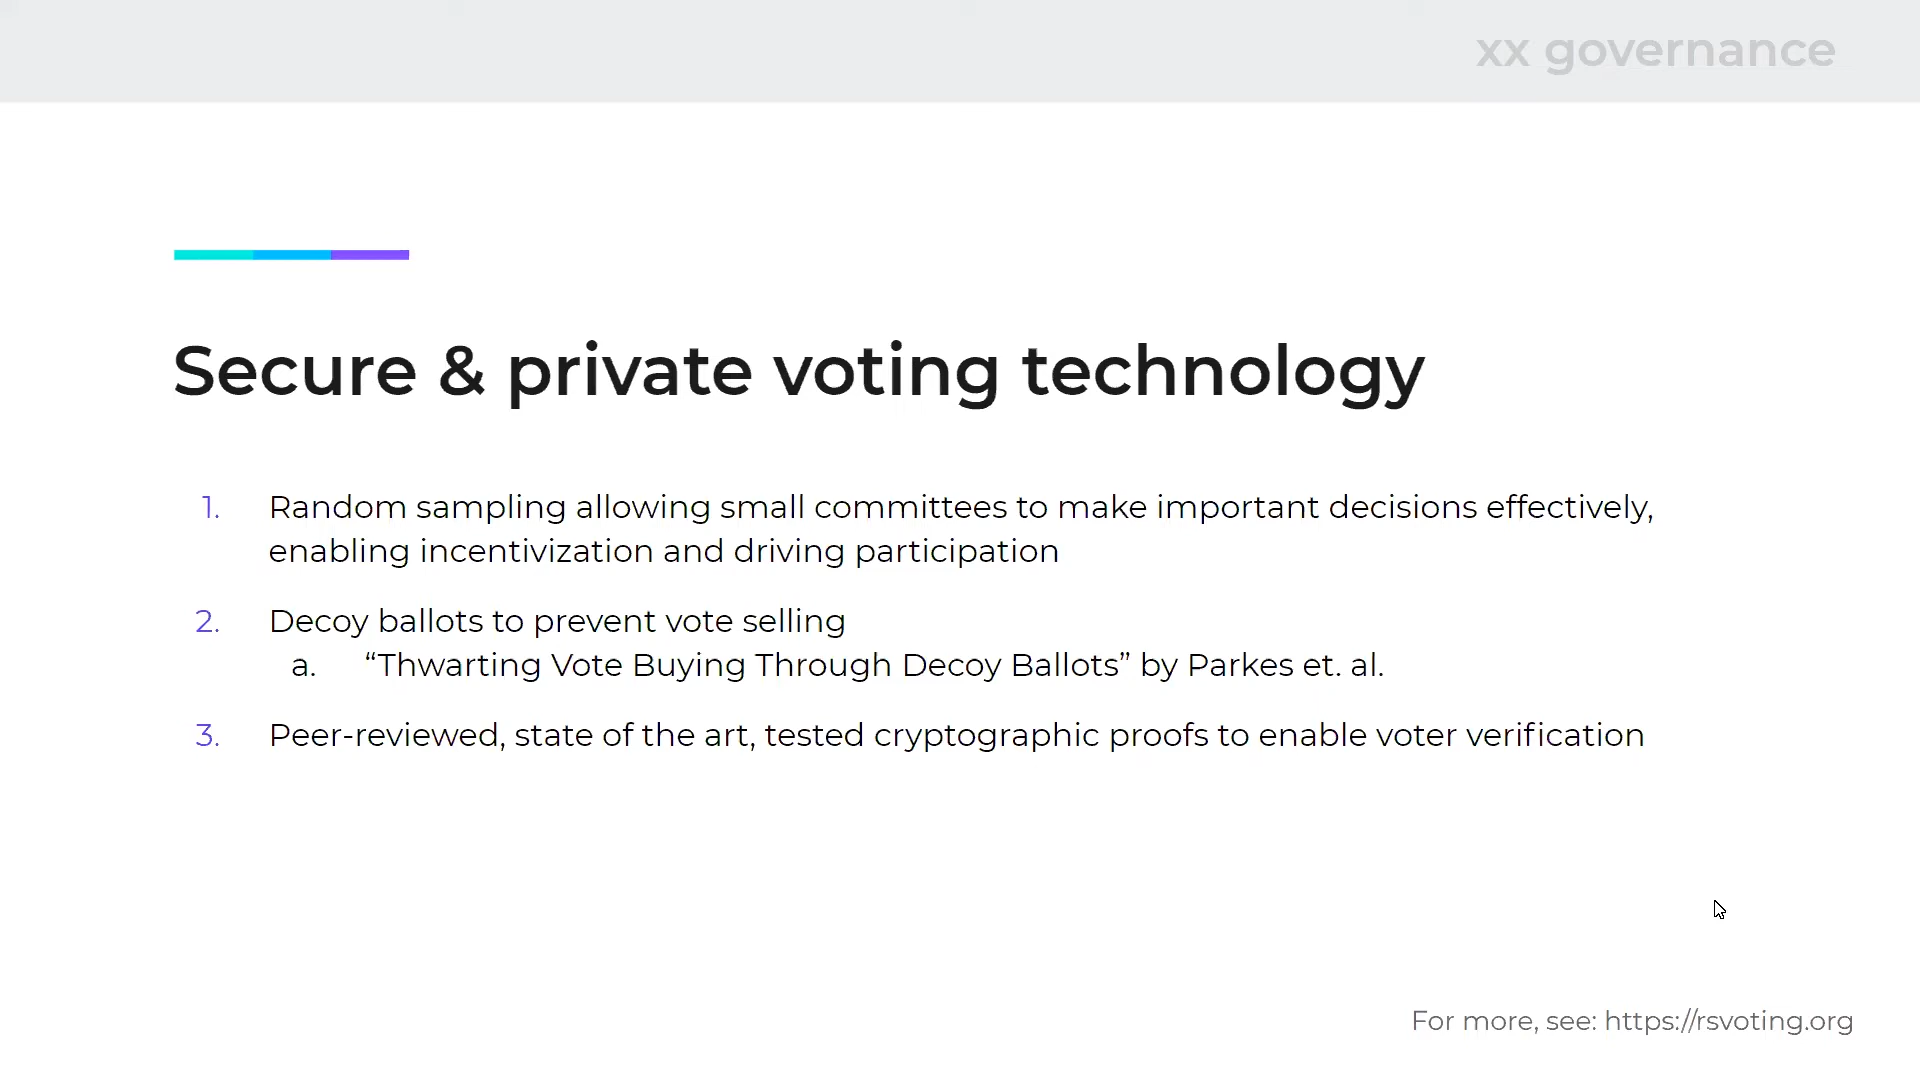 xx governance
Secure & private voting technology
1. Random sampling allowing small committees to make important decisions effectively,
enabling incentivization and driving participation
2. Decoy ballots to prevent vote selling
a. “Thwarting Vote Buying Through Decoy Ballots” by Parkes et. al.
3. Peer-reviewed, state of the art, tested cryptographic proofs to enable voter verification
For more, see: https://rsvoting.org